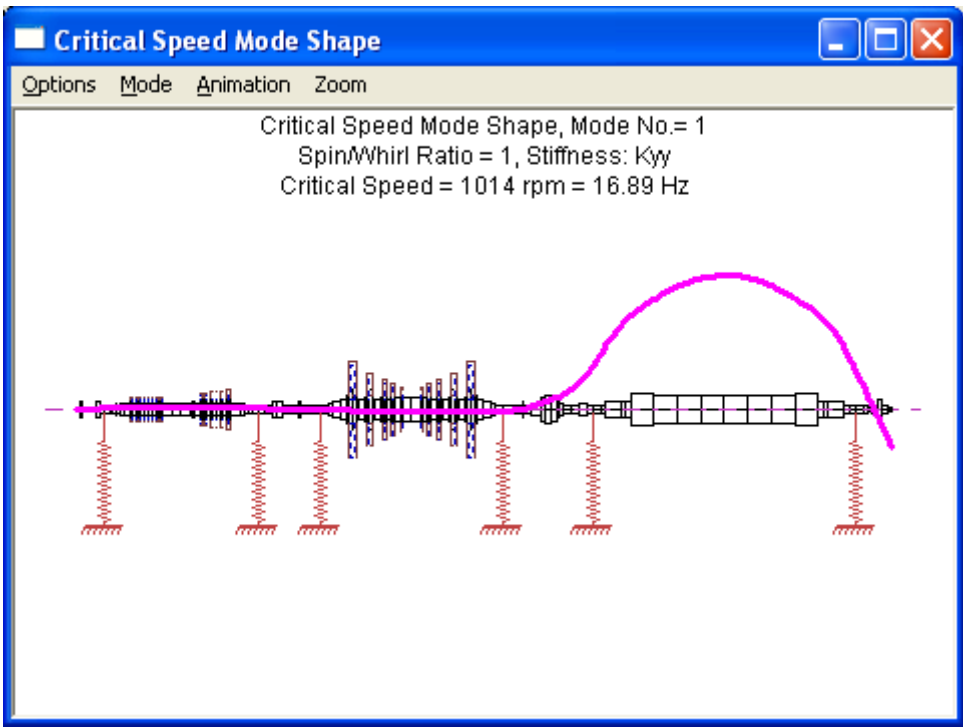 Critical Speed Mode Shape
Options Mode Animation Zoom
Critical Speed Mode Shape, Mode No.= 1
Spin/Whirl Ratio = 1, Stiffness: Kyy
Critical Speed = 1014 rpm = 16.89 Hz